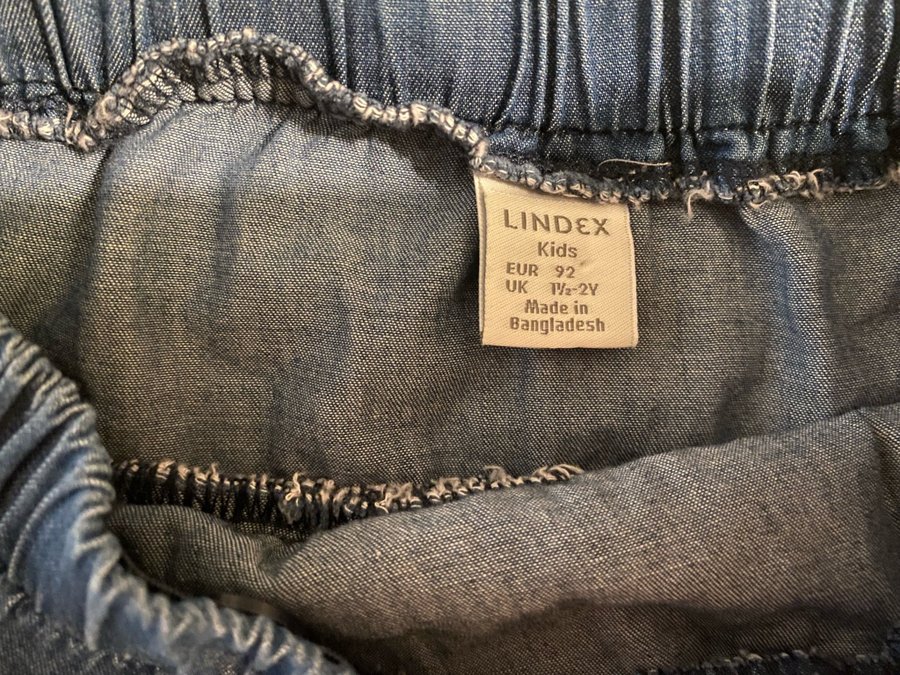 LINDEX
Kids
EUR 92
UK 1½-2Y
Made in
Bangladesh